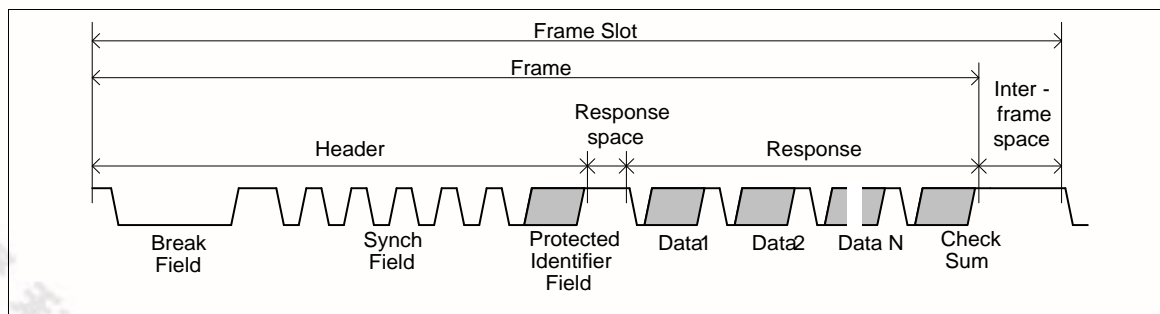 Frame Slot
Frame
Inter -
frame
space
Response
space
Header
Response
Break
Field
Synch
Field
Protected
Identifier
Field
Data1
Data2
Data N
Check
Sum